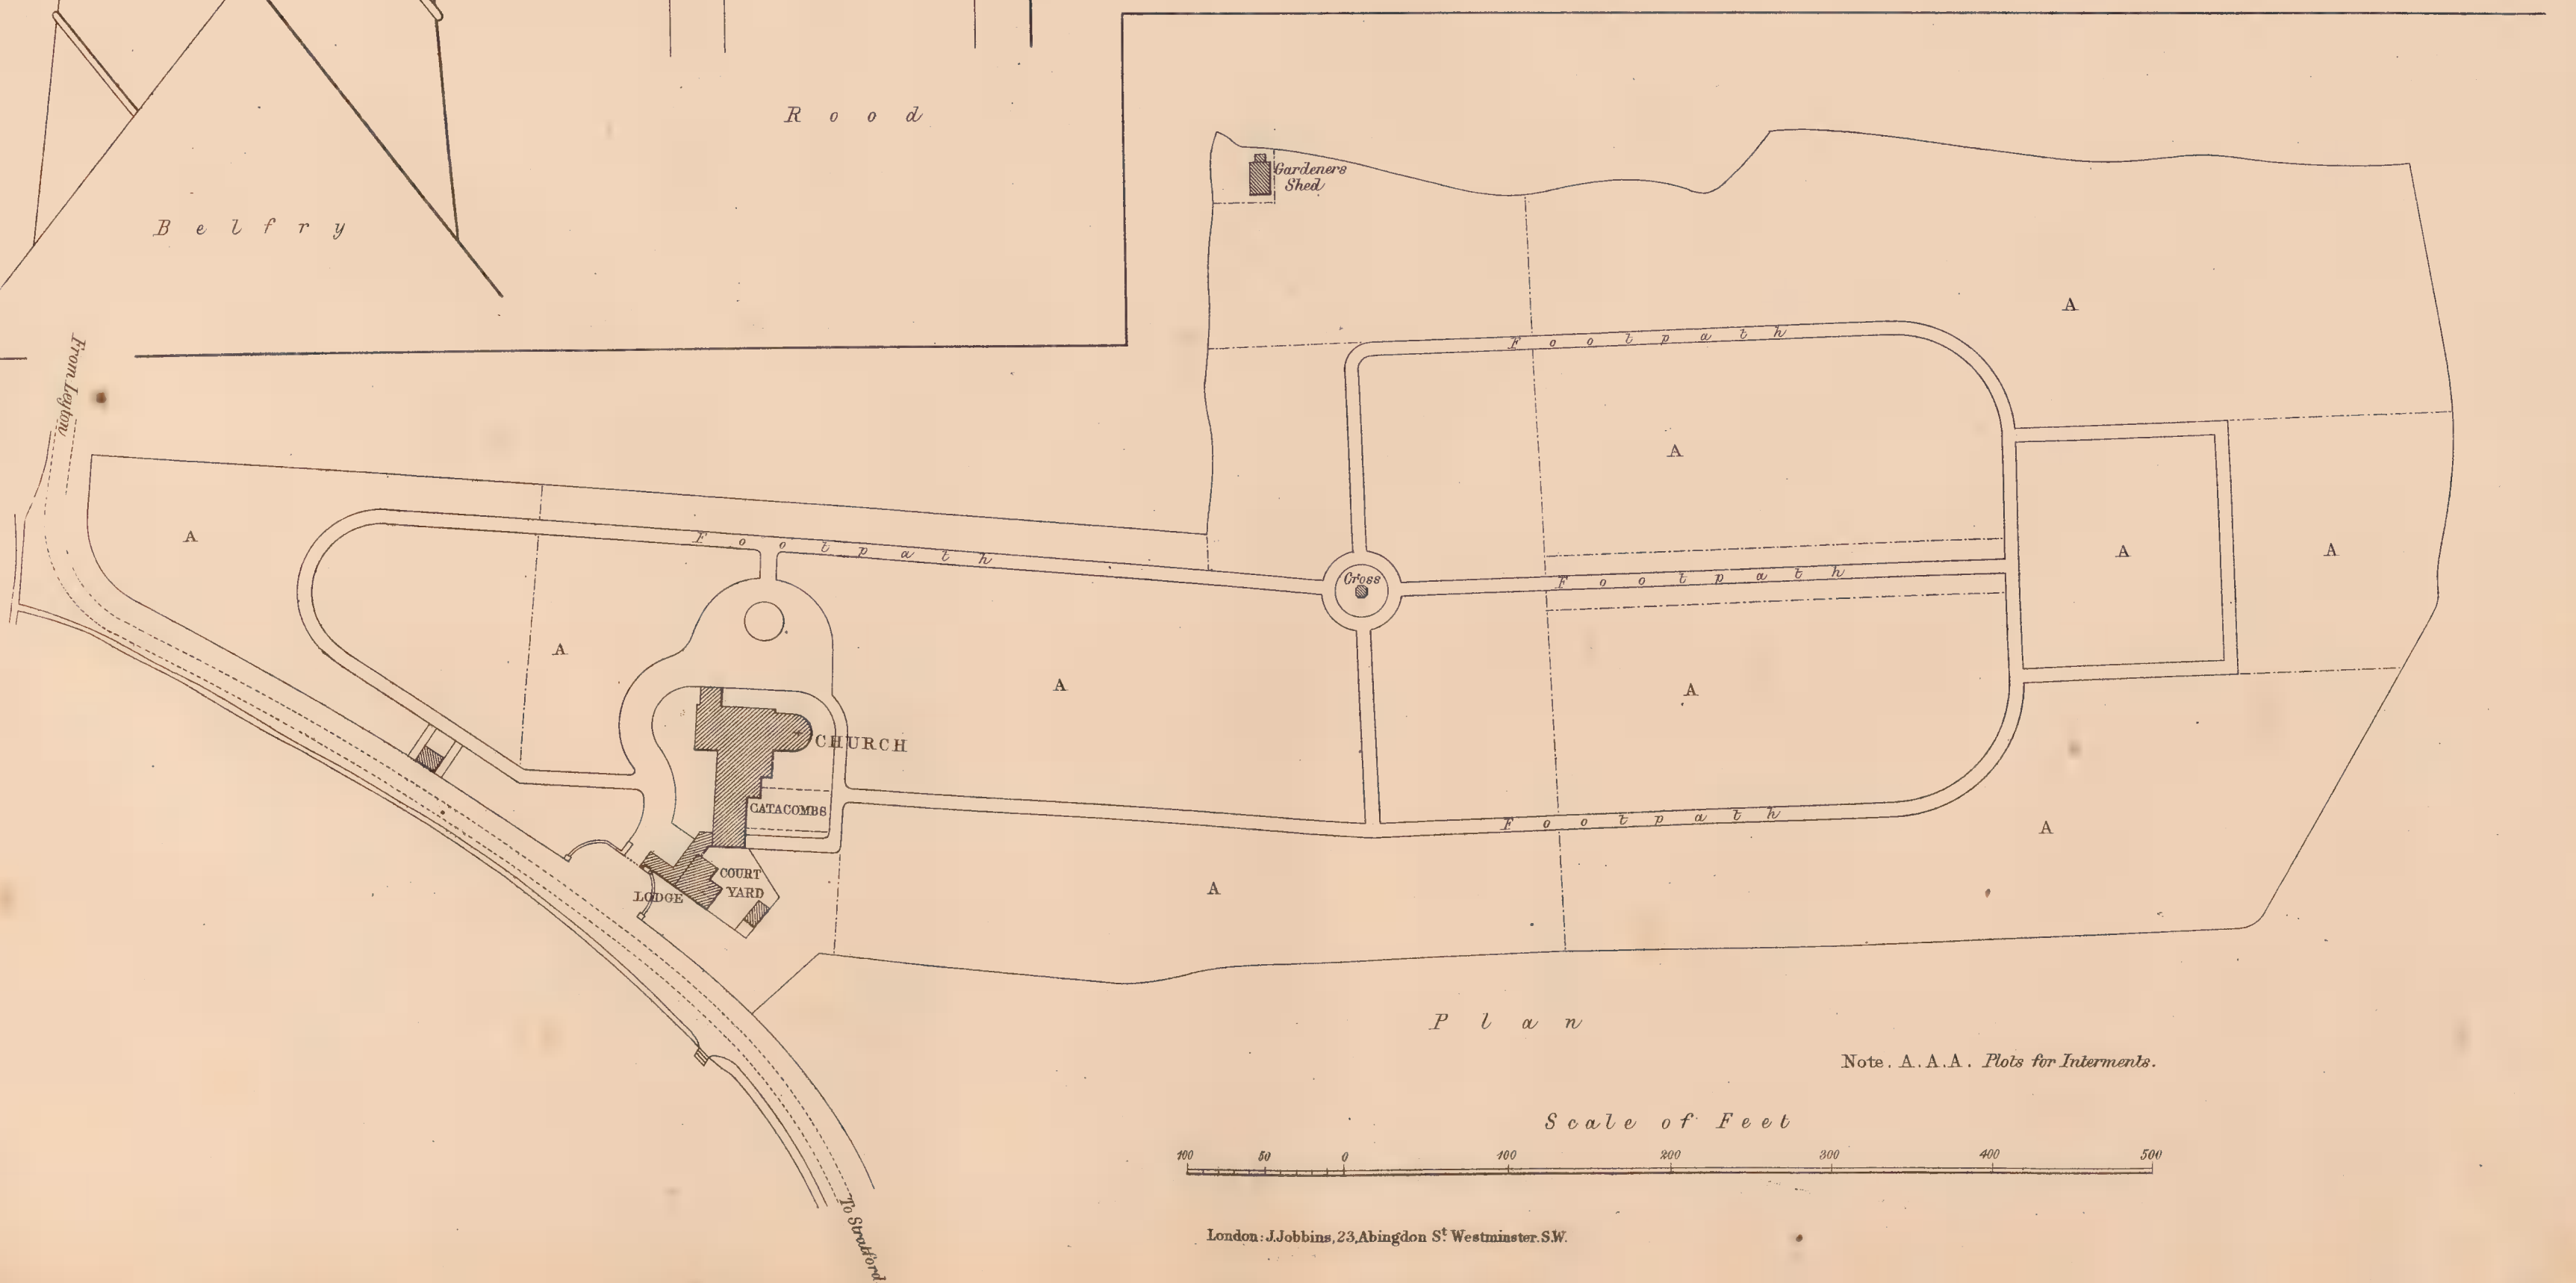 Rood
Belfry
From Leyton
Gardeners
Shed
A
Footpath
A
A
Footpath
Cross
Footpath
A
A
A
A
A
CHURCH
CATACOMBS
COURT
YARD
LODGE
A
Footpath
A
A
Plan
Note. A.A.A. Plots for Interments.
Scale of Feet
100 50 0 100 200 300 400 500
To Stratford
London: J.Jobbins, 23, Abingdon St. Westminster. S.W.